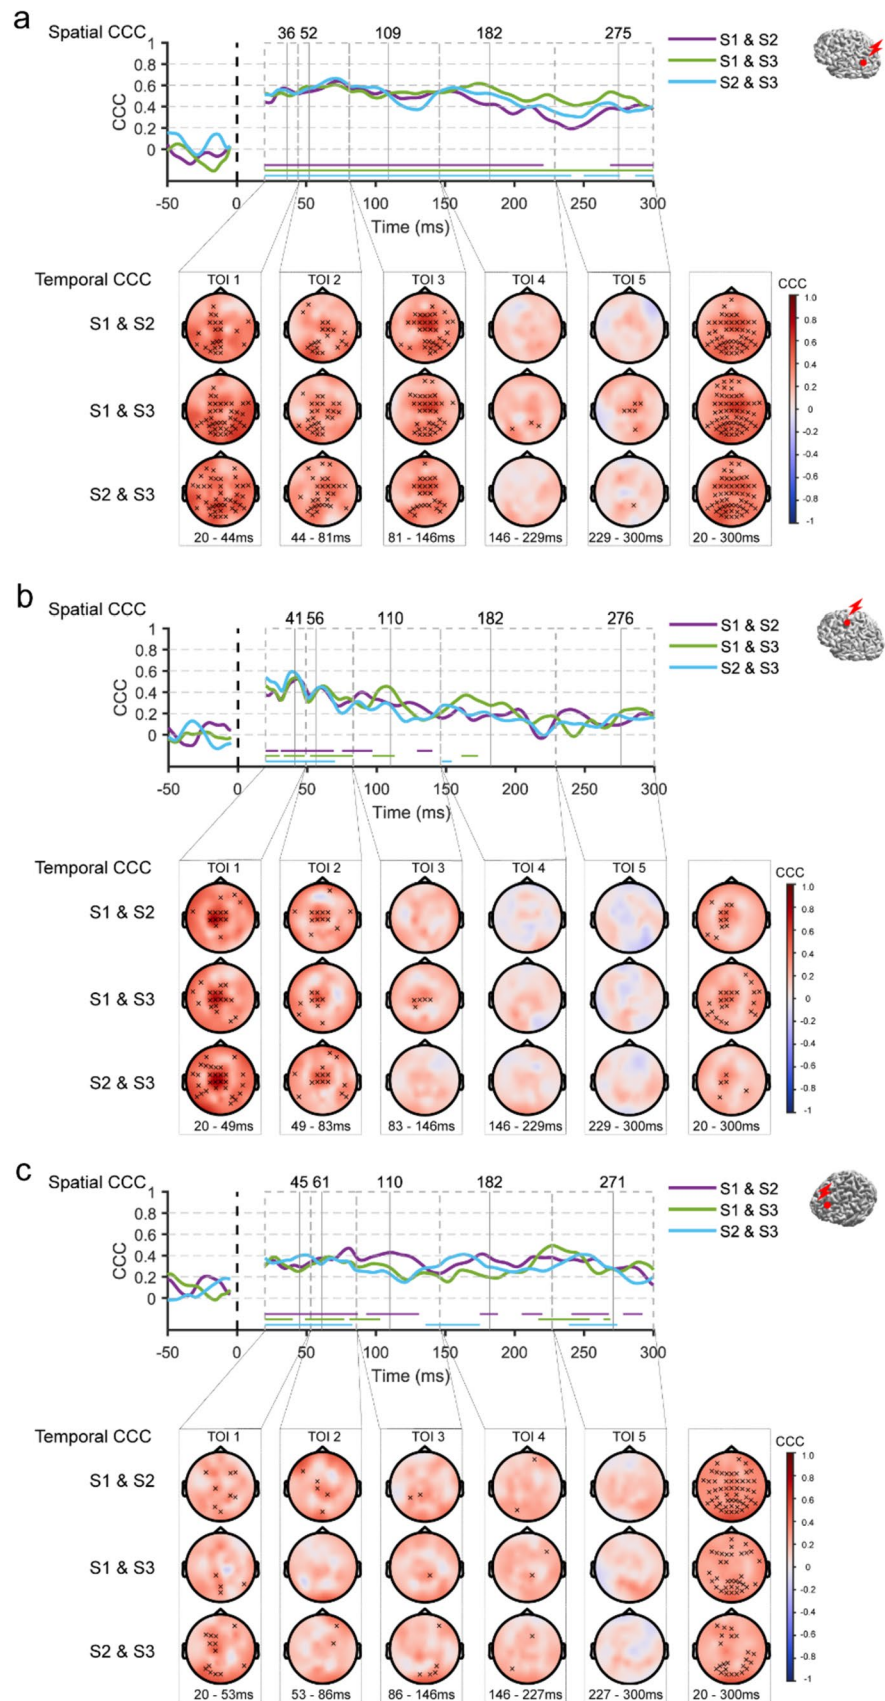 a
Spatial CCC
36 52 109 182 275
S1 & S2
S1 & S3
S2 & S3
1
0.8
0.6
0.4
0.2
0
CCC
-50 0 50 100 150 200 250 300
Time (ms)
Temporal CCC
TOI 1 TOI 2 TOI 3 TOI 4 TOI 5
CCC
S1 & S2
S1 & S3
S2 & S3
1.0
0.8
0.6
0.4
0.2
0
-0.2
-0.4
-0.6
-0.8
-1
20 - 44ms 44 - 81ms 81 - 146ms 146 - 229ms 229 - 300ms 20 - 300ms
b
Spatial CCC
41 56 110 182 276
S1 & S2
S1 & S3
S2 & S3
1
0.8
0.6
0.4
0.2
0
CCC
-50 0 50 100 150 200 250 300
Time (ms)
Temporal CCC
TOI 1 TOI 2 TOI 3 TOI 4 TOI 5
CCC
S1 & S2
S1 & S3
S2 & S3
1.0
0.8
0.6
0.4
0.2
0
-0.2
-0.4
-0.6
-0.8
-1
20 - 49ms 49 - 83ms 83 - 146ms 146 - 229ms 229 - 300ms 20 - 300ms
c
Spatial CCC
45 61 110 182 271
S1 & S2
S1 & S3
S2 & S3
1
0.8
0.6
0.4
0.2
0
CCC
-50 0 50 100 150 200 250 300
Time (ms)
Temporal CCC
TOI 1 TOI 2 TOI 3 TOI 4 TOI 5
CCC
S1 & S2
S1 & S3
S2 & S3
1.0
0.8
0.6
0.4
0.2
0
-0.2
-0.4
-0.6
-0.8
-1
20 - 53ms 53 - 86ms 86 - 146ms 146 - 227ms 227 - 300ms 20 - 300ms